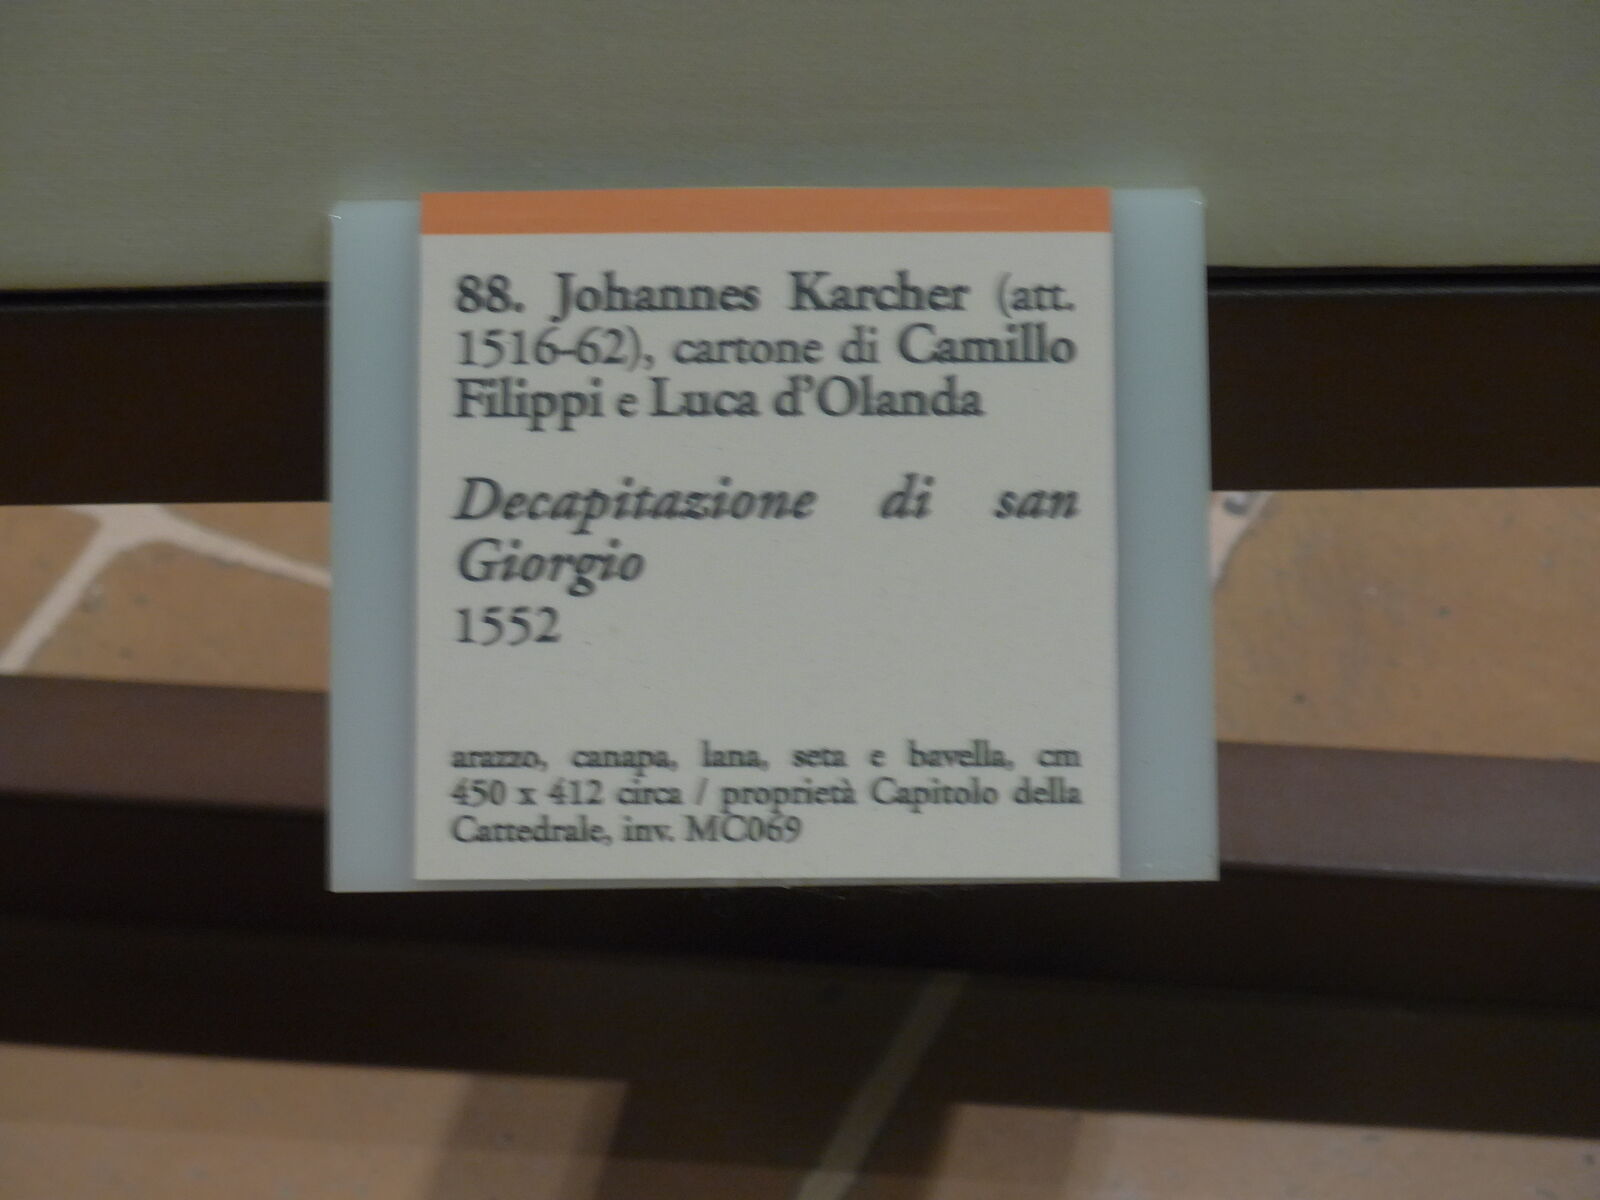 88. Johannes Karcher (att.
1516-62), cartone di Camillo
Filippi e Luca d'Olanda
Decapitazione di san
Giorgio
1552
arazzo, canapa, lana, seta e bavella, cm
450 x 412 circa / proprietà Capitolo della
Cattedrale, inv. MC069